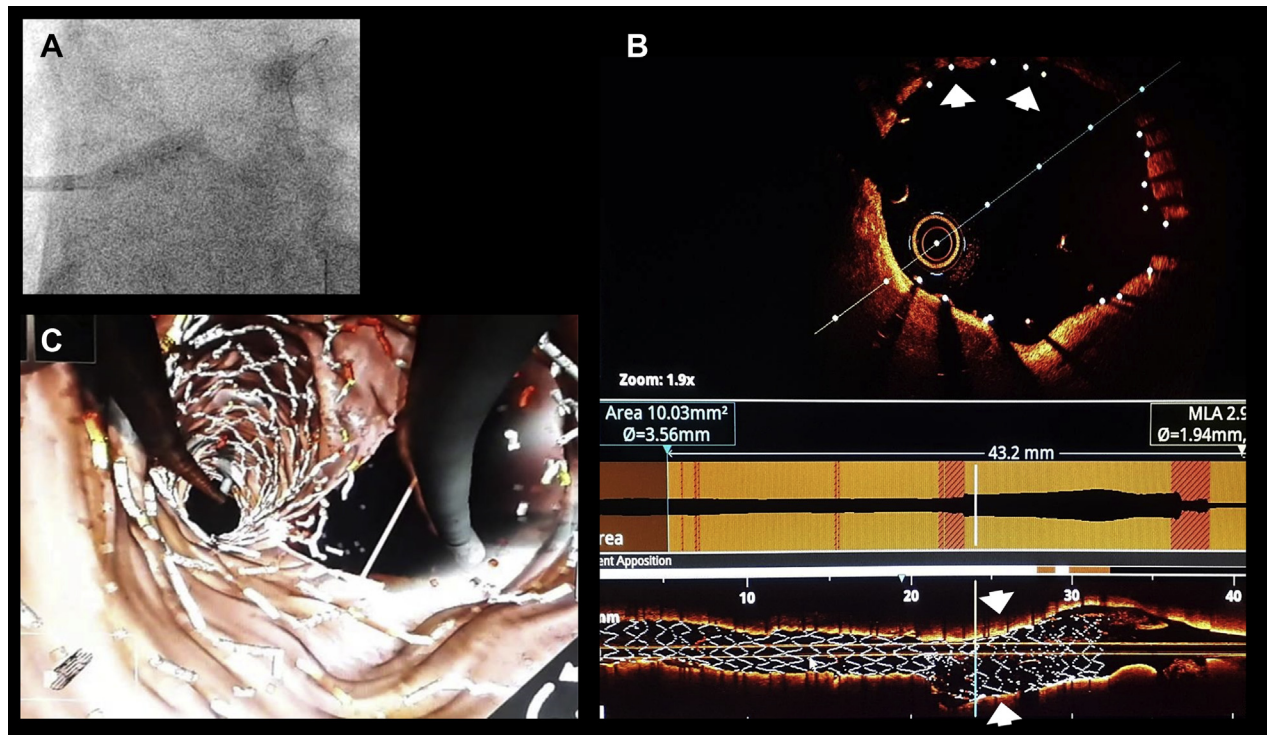 A
B
Zoom: 1.9x
Area 10.03mm²
Ø=3.56mm
MLA 2.9
Ø=1.94mm,
43.2 mm
rea
ent Apposition
10
20
30
40
mm
C